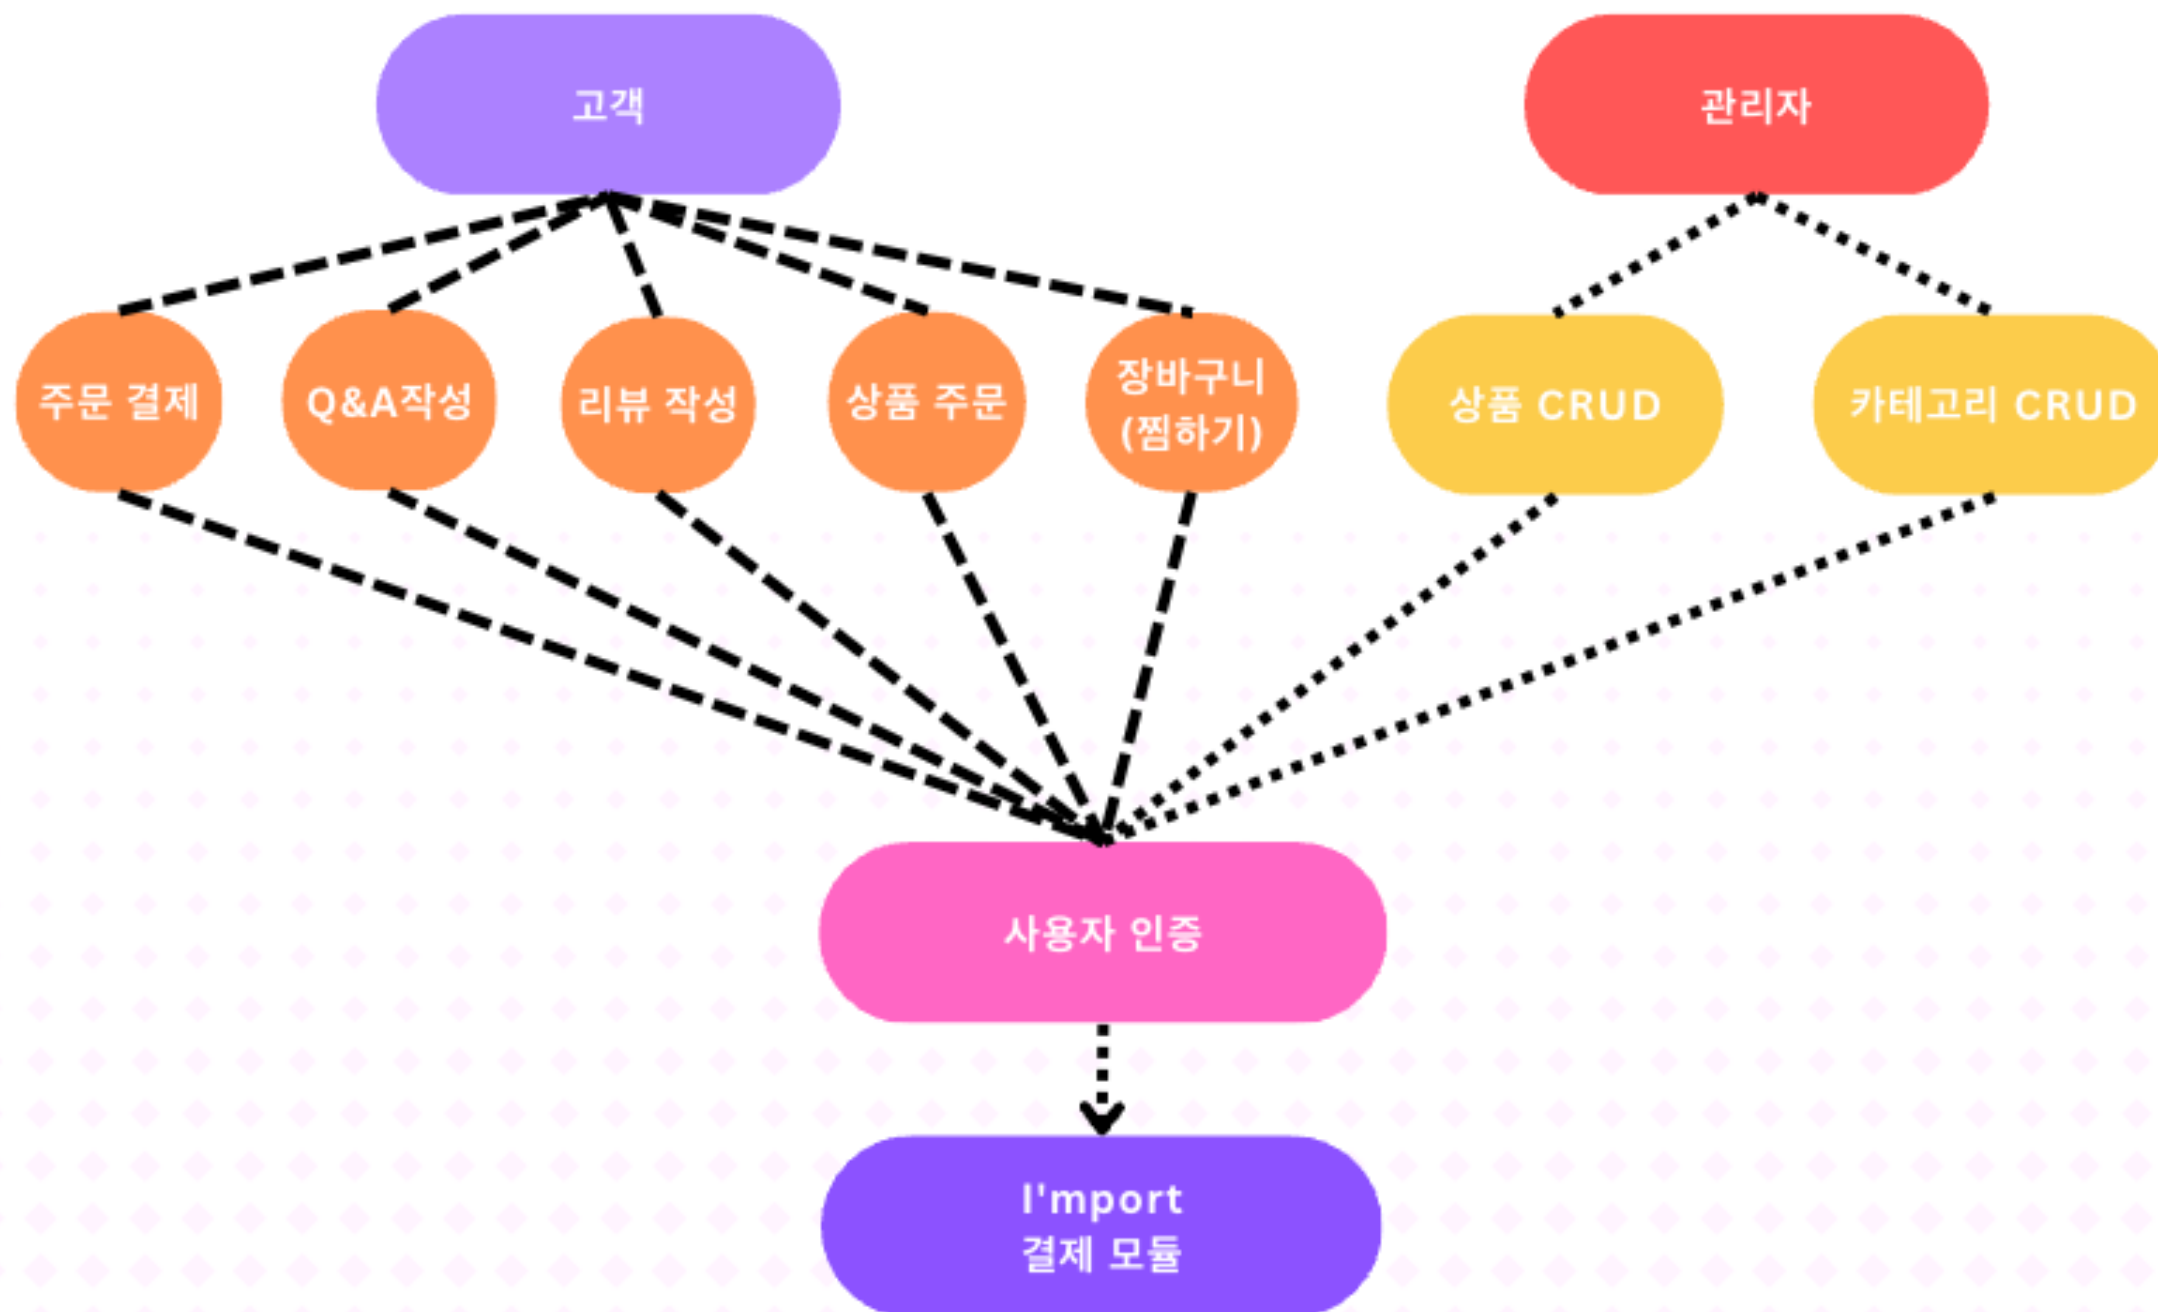 고객
관리자
주문 결제
Q&A작성
리뷰 작성
상품 주문
장바구니
(찜하기)
상품 CRUD
카테고리 CRUD
사용자 인증
I'mport
결제 모듈